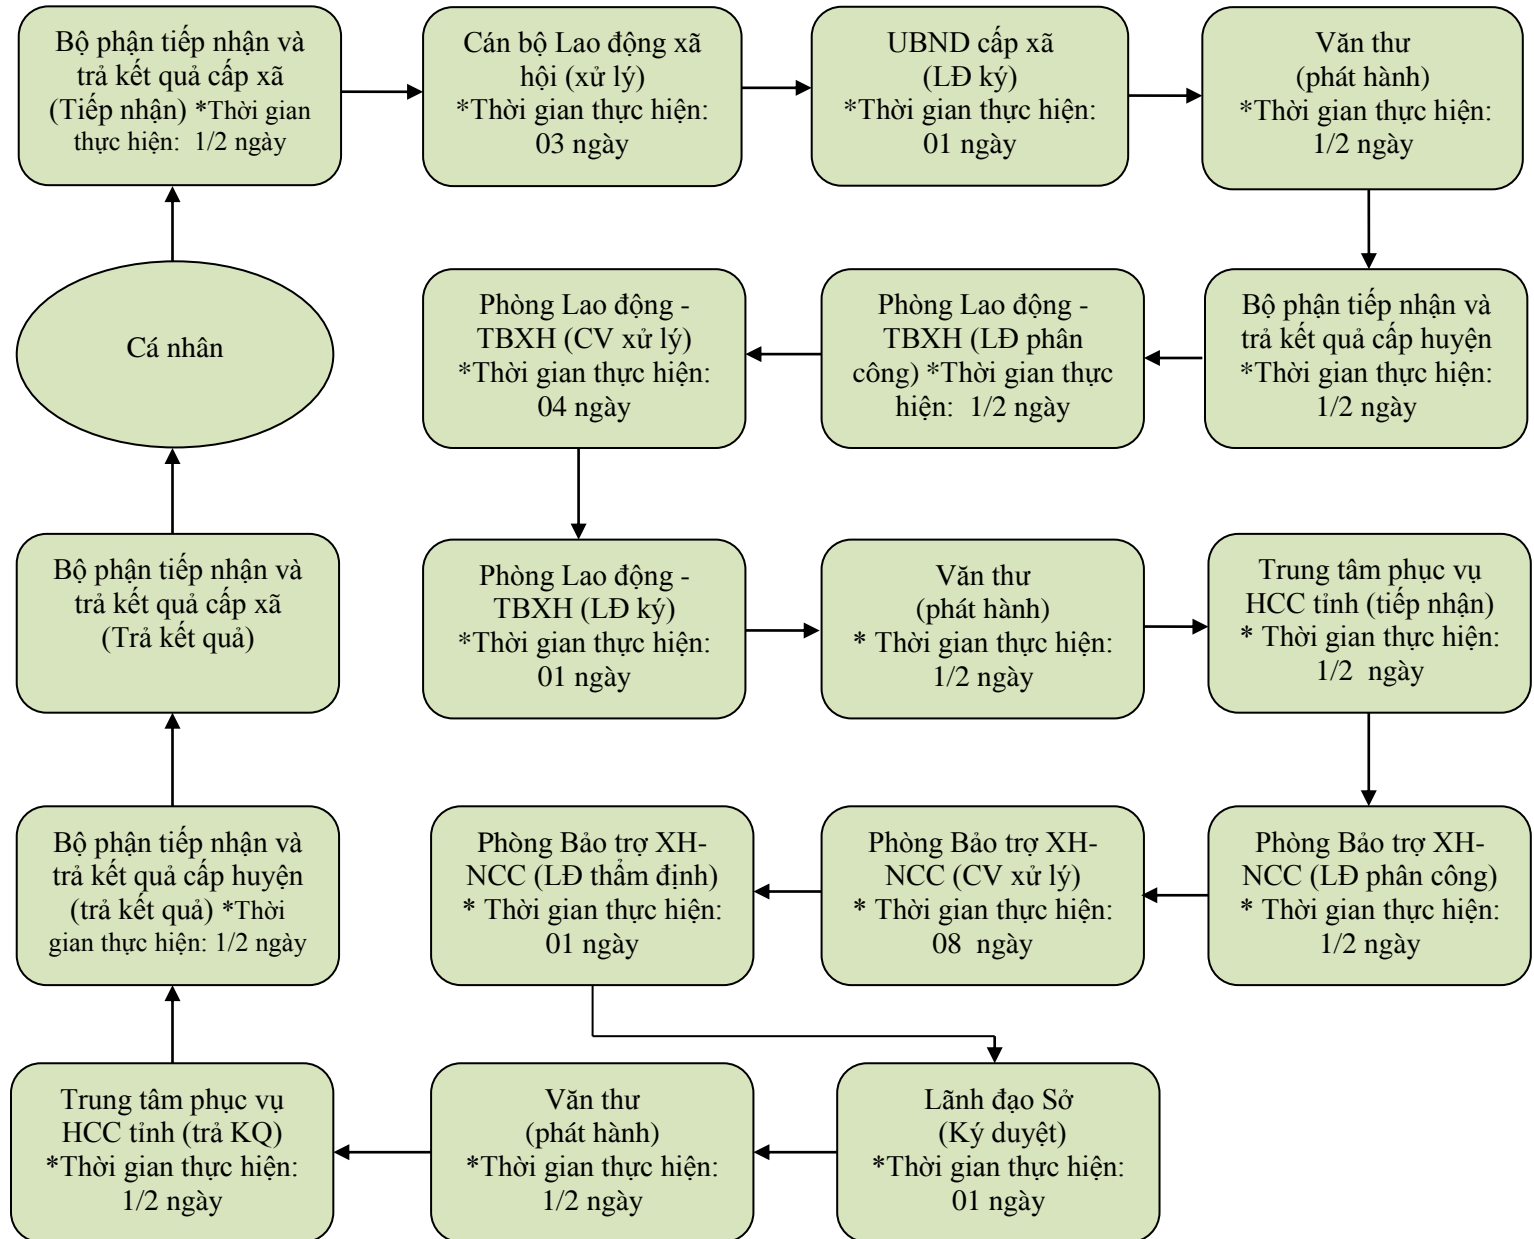 Bộ phận tiếp nhận và
trả kết quả cấp xã
(Tiếp nhận) *Thời gian
thực hiện: 1/2 ngày
Cán bộ Lao động xã
hội (xử lý)
*Thời gian thực hiện:
03 ngày
UBND cấp xã
(LĐ ký)
*Thời gian thực hiện:
01 ngày
Văn thư
(phát hành)
*Thời gian thực hiện:
1/2 ngày
Cá nhân
Phòng Lao động -
TBXH (CV xử lý)
*Thời gian thực hiện:
04 ngày
Phòng Lao động -
TBXH (LĐ phân
công) *Thời gian thực
hiện: 1/2 ngày
Bộ phận tiếp nhận và
trả kết quả cấp huyện
*Thời gian thực hiện:
1/2 ngày
Bộ phận tiếp nhận và
trả kết quả cấp xã
(Trả kết quả)
Phòng Lao động -
TBXH (LĐ ký)
*Thời gian thực hiện:
01 ngày
Văn thư
(phát hành)
* Thời gian thực hiện:
1/2 ngày
Trung tâm phục vụ
HCC tỉnh (tiếp nhận)
* Thời gian thực hiện:
1/2 ngày
Bộ phận tiếp nhận và
trả kết quả cấp huyện
(trả kết quả) *Thời
gian thực hiện: 1/2 ngày
Phòng Bảo trợ XH-
NCC (LĐ thẩm định)
* Thời gian thực hiện:
01 ngày
Phòng Bảo trợ XH-
NCC (CV xử lý)
* Thời gian thực hiện:
08 ngày
Phòng Bảo trợ XH-
NCC (LĐ phân công)
* Thời gian thực hiện:
1/2 ngày
Trung tâm phục vụ
HCC tỉnh (trả KQ)
*Thời gian thực hiện:
1/2 ngày
Văn thư
(phát hành)
*Thời gian thực hiện:
1/2 ngày
Lãnh đạo Sở
(Ký duyệt)
*Thời gian thực hiện:
01 ngày